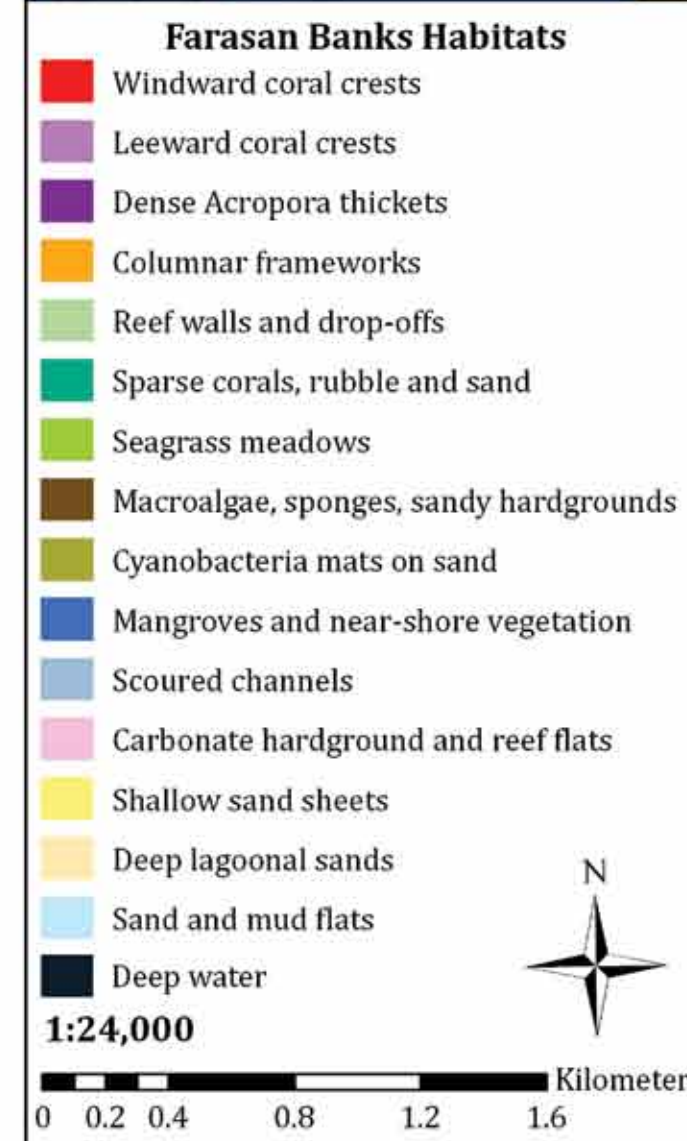 Farasan Banks Habitats
Windward coral crests
Leeward coral crests
Dense Acropora thickets
Columnar frameworks
Reef walls and drop-offs
Sparse corals, rubble and sand
Seagrass meadows
Macroalgae, sponges, sandy hardgrounds
Cyanobacteria mats on sand
Mangroves and near-shore vegetation
Scoured channels
Carbonate hardground and reef flats
Shallow sand sheets
Deep lagoonal sands
N
Sand and mud flats
Deep water
1:24,000
Kilometer
0 0.2 0.4 0.8 1.2 1.6